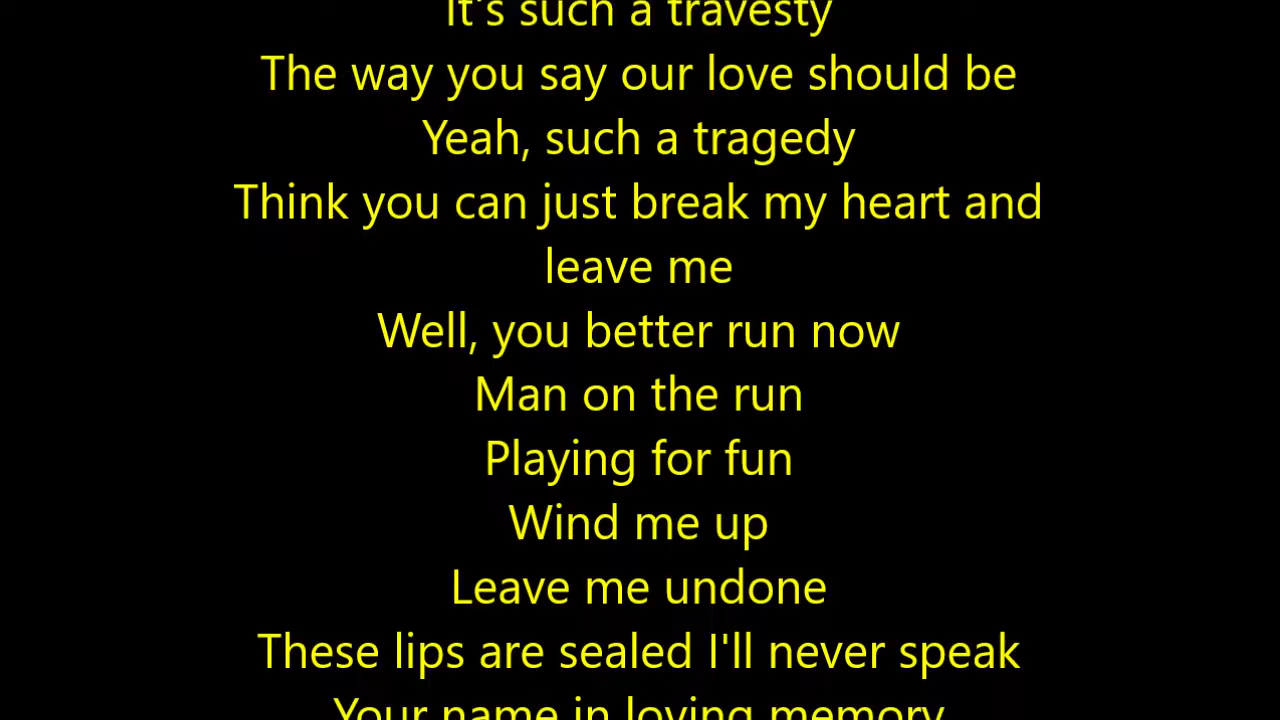 It's such a travesty
The way you say our love should be
Yeah, such a tragedy
Think you can just break my heart and
leave me
Well, you better run now
Man on the run
Playing for fun
Wind me up
Leave me undone
These lips are sealed I'll never speak
Your name in loving memory